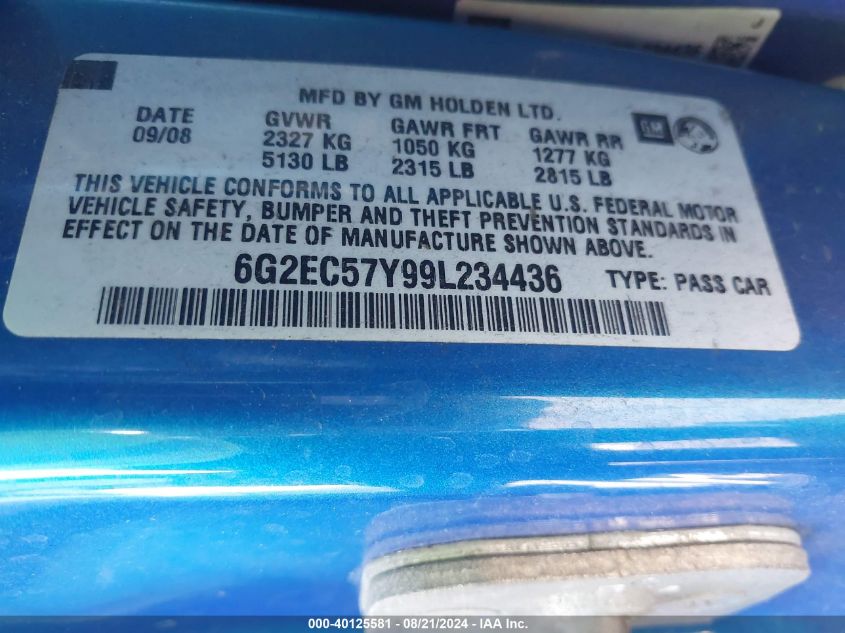 MFD BY GM HOLDEN LTD.
DATE GVWR GAWR FRT GAWR RR
09/08 2327 KG 1050 KG 1277 KG
5130 LB 2315 LB 2815 LB
GM
THIS VEHICLE CONFORMS TO ALL APPLICABLE U.S. FEDERAL MOTOR
VEHICLE SAFETY, BUMPER AND THEFT PREVENTION STANDARDS IN
EFFECT ON THE DATE OF MANUFACTURE SHOWN ABOVE.
6G2EC57Y99L234436 TYPE: PASS CAR
000-40125581 - 08/21/2024 - IAA, Inc.